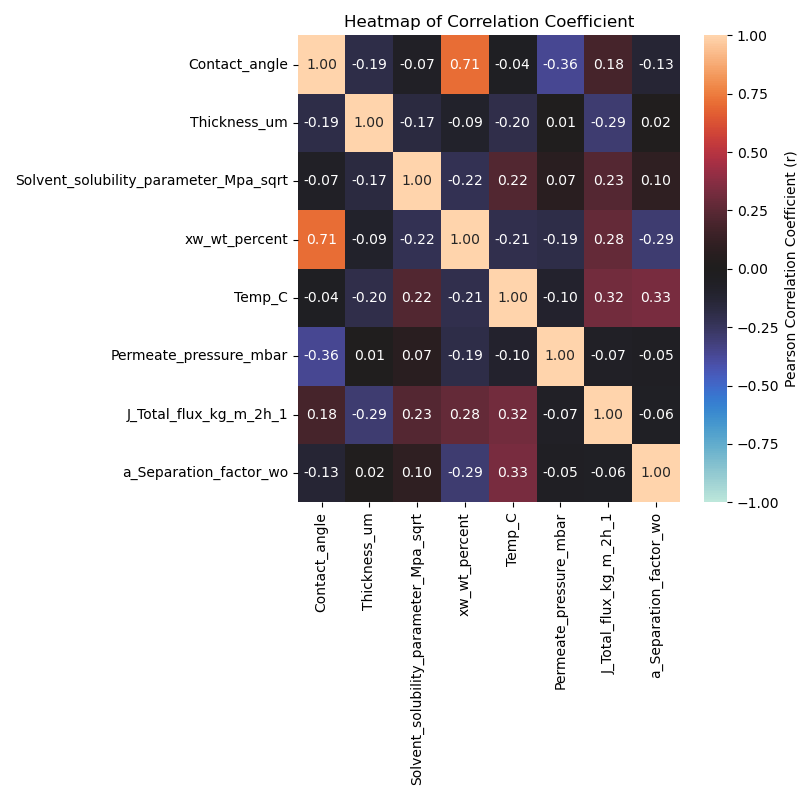 Heatmap of Correlation Coefficient
Contact_angle 1.00 -0.19 -0.07 0.71 -0.04 -0.36 0.18 -0.13
Thickness_um -0.19 1.00 -0.17 -0.09 -0.20 0.01 -0.29 0.02
Solvent_solubility_parameter_Mpa_sqrt -0.07 -0.17 1.00 -0.22 0.22 0.07 0.23 0.10
xw_wt_percent 0.71 -0.09 -0.22 1.00 -0.21 -0.19 0.28 -0.29
Temp_C -0.04 -0.20 0.22 -0.21 1.00 -0.10 0.32 0.33
Permeate_pressure_mbar -0.36 0.01 0.07 -0.19 -0.10 1.00 -0.07 -0.05
J_Total_flux_kg_m_2h_1 0.18 -0.29 0.23 0.28 0.32 -0.07 1.00 -0.06
a_Separation_factor_wo -0.13 0.02 0.10 -0.29 0.33 -0.05 -0.06 1.00
Contact_angle
Thickness_um
Solvent_solubility_parameter_Mpa_sqrt
xw_wt_percent
Temp_C
Permeate_pressure_mbar
J_Total_flux_kg_m_2h_1
a_Separation_factor_wo
1.00
0.75
0.50
0.25
0.00
−0.25
−0.50
−0.75
−1.00
Pearson Correlation Coefficient (r)